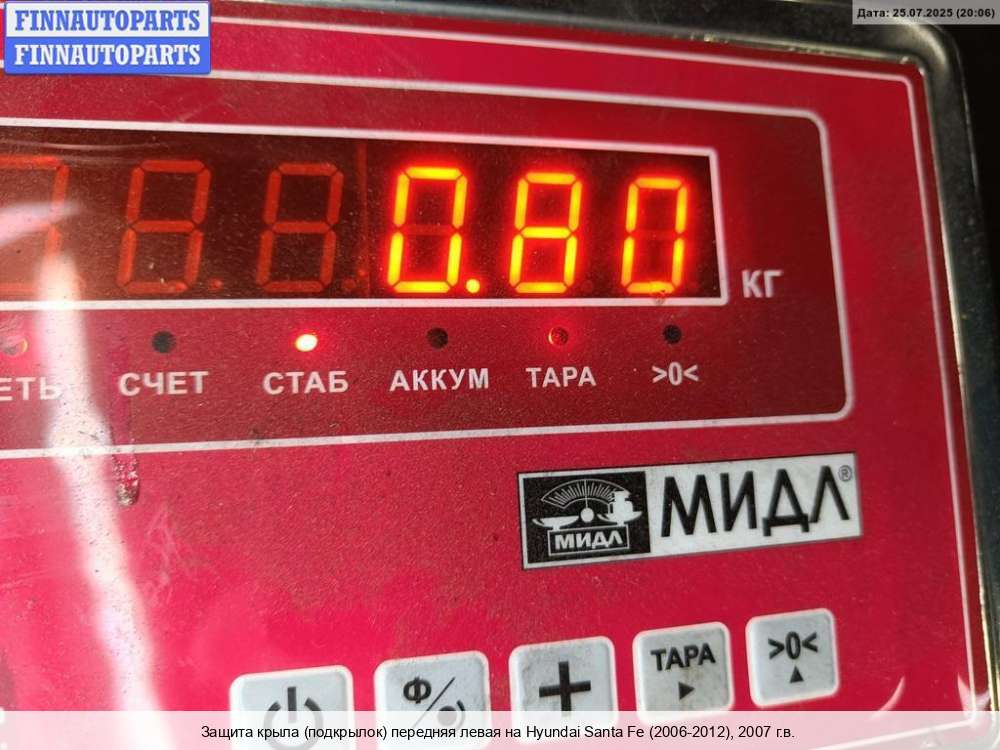 FINNAUTOPARTS
FINNAUTOPARTS
Дата: 25.07.2025 (20:06)
0.80
КГ
ЕТЬ СЧЕТ СТАБ АККУМ ТАРА >0<
МИДЛ
МИДЛ®
Ф/
+
ТАРА
>0<
Защита крыла (подкрылок) передняя левая на Hyundai Santa Fe (2006-2012), 2007 г.в.